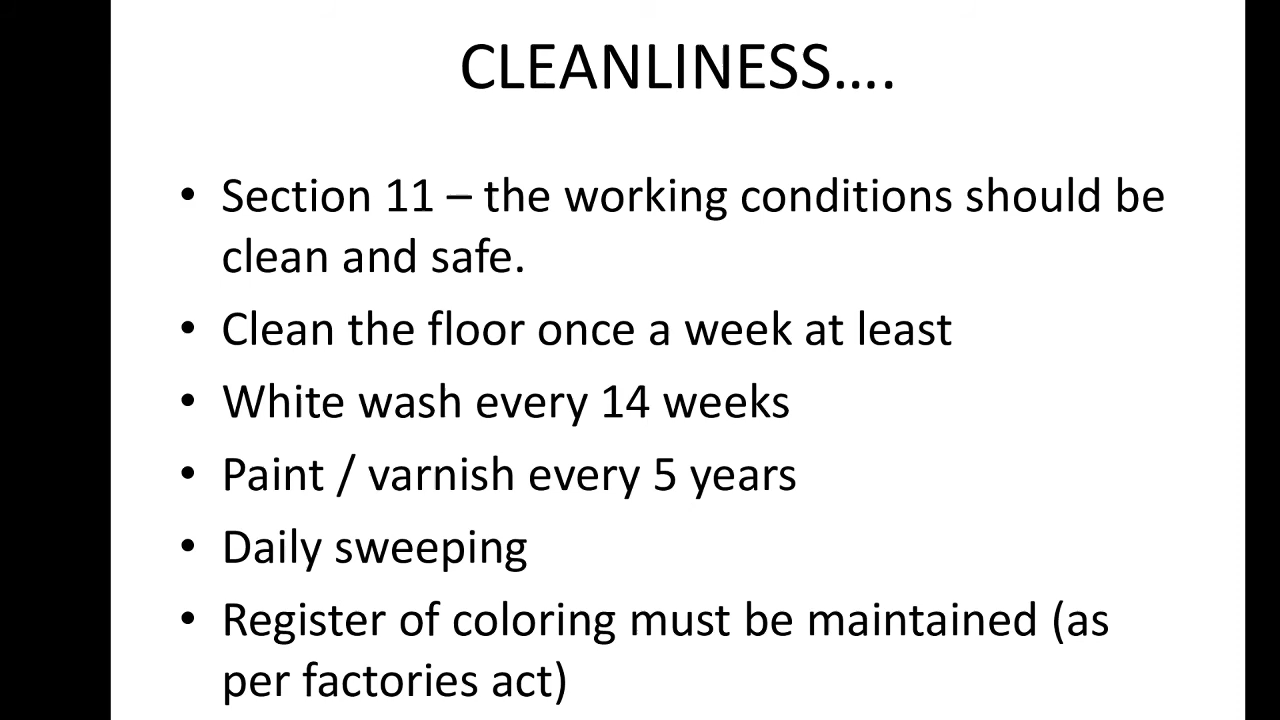 CLEANLINESS....
• Section 11 – the working conditions should be
clean and safe.
• Clean the floor once a week at least
• White wash every 14 weeks
• Paint / varnish every 5 years
• Daily sweeping
• Register of coloring must be maintained (as
per factories act)